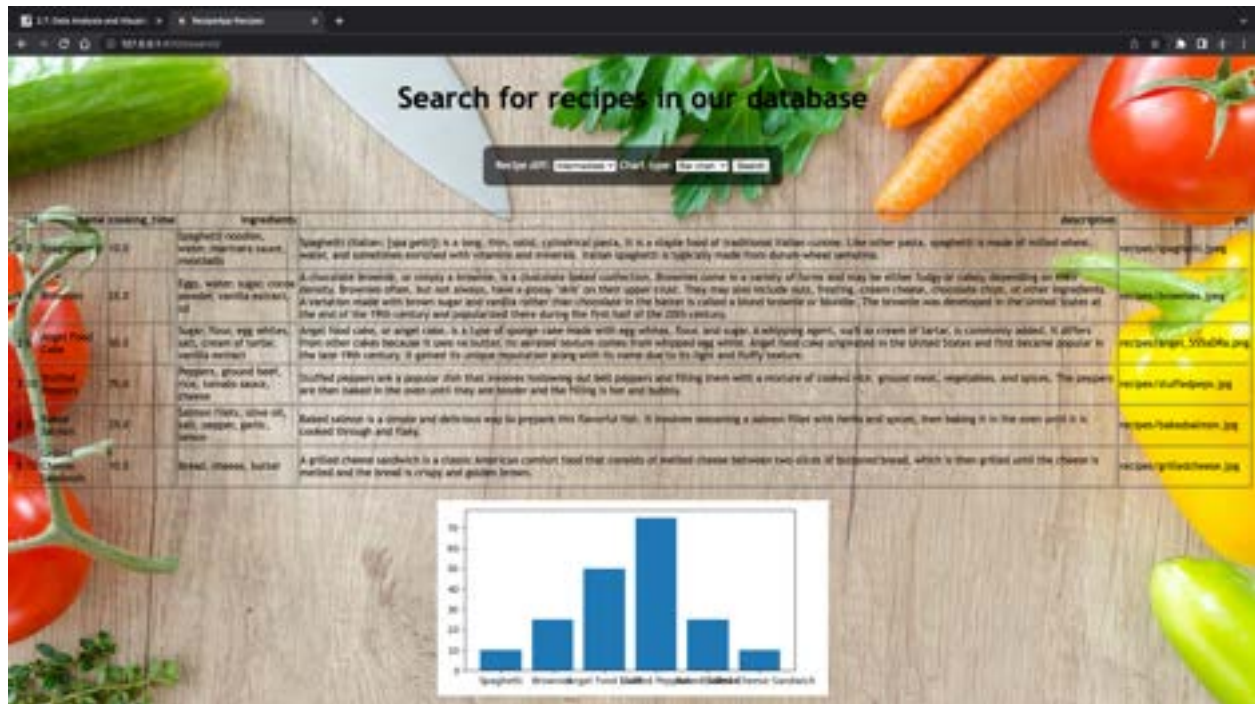 2.7: Data Analysis and Visual
RecipeApp Recipes
127.0.0.1
Search for recipes in our database
Recipe diff: Intermediate Chart type: Bar chart Search
name cooking_time ingredients description pic
10.0 Spaghetti noodles, water, marinara sauce, meatballs
Spaghetti (Italian: is a long, thin, solid, cylindrical pasta. It is a staple food of traditional Italian cuisine. Like other pasta, spaghetti is made of milled wheat,
water, and sometimes enriched with vitamins and minerals. Italian spaghetti is typically made from durum-wheat semolina.
recipes/spaghetti.jpeg
Brownies 25.0 Eggs, water, sugar, cocoa powder, vanilla extract, oil
A chocolate brownie, or simply a brownie, is a chocolate baked confection. Brownies come in a variety of forms and may be either fudgy or cakey, depending on their
density. Brownies often, but not always, have a glossy "skin" on their upper crust. They may also include nuts, frosting, cream cheese, chocolate chips, or other ingredients.
A variation made with brown sugar and vanilla rather than chocolate in the batter is called a blond brownie or blondie. The brownie was developed in the United States at
the end of the 19th century and popularized there during the first half of the 20th century.
recipes/brownies.jpeg
Angel Food Cake 50.0 Sugar, flour, egg whites, salt, cream of tartar, vanilla extract
Angel food cake, or angel cake, is a type of sponge cake made with egg whites, flour, and sugar. A whipping agent, such as cream of tartar, is commonly added. It differs
from other cakes because it uses no butter. Its aerated texture comes from whipped egg white. Angel food cake originated in the United States and first became popular in
the late 19th century. It gained its unique reputation along with its name due to its light and fluffy texture.
Stuffed 75.0 Peppers, ground beef, rice, tomato sauce, cheese
Stuffed peppers are a popular dish that involves hollowing out bell peppers and filling them with a mixture of cooked rice, ground meat, vegetables, and spices. The peppers
are then baked in the oven until they are tender and the filling is hot and bubbly.
recipes/stuffedpeps.jpg
Baked Salmon 25.0 Salmon filets, olive oil, salt, pepper, garlic, lemon
Baked salmon is a simple and delicious way to prepare this flavorful fish. It involves seasoning a salmon fillet with herbs and spices, then baking it in the oven until it is
cooked through and flaky.
recipes/bakedsalmon.jpg
Cheese Sandwich 10.0 Bread, cheese, butter
A grilled cheese sandwich is a classic American comfort food that consists of melted cheese between two slices of buttered bread, which is then grilled until the cheese is
melted and the bread is crispy and golden brown.
recipes/grilledcheese.jpg
70
60
50
40
30
20
10
0
Spaghetti Brownies Angel Food Cake Stuffed Peppers Baked Salmon Grilled Cheese Sandwich